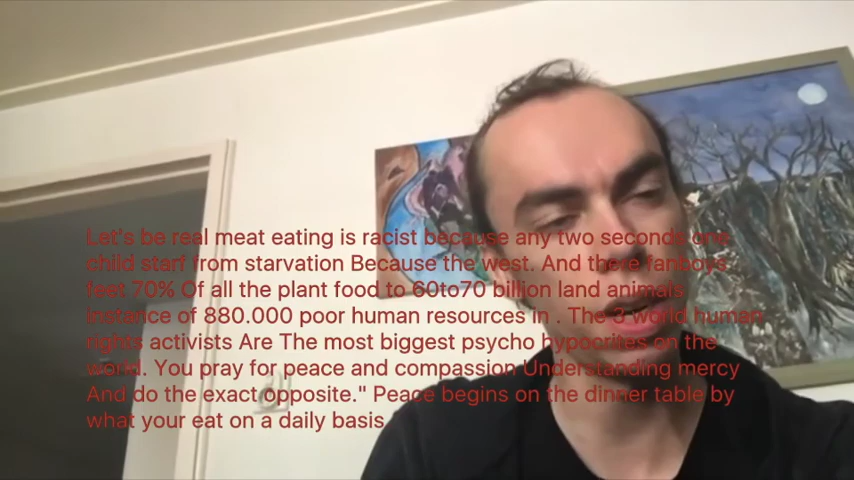 Let's be real meat eating is racist because any two seconds one
child starf from starvation Because the west. And there fanboys
feet 70% Of all the plant food to 60to70 billion land animals
instance of 880.000 poor human resources in . The 3 world human
rights activists Are The most biggest psycho hypocrites on the
world. You pray for peace and compassion Understanding mercy
And do the exact opposite." Peace begins on the dinner table by
what your eat on a daily basis